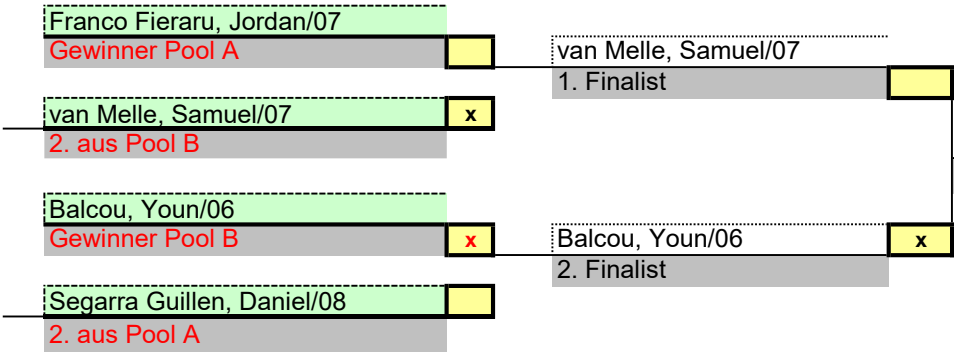 Franco Fieraru, Jordan/07
Gewinner Pool A
van Melle, Samuel/07 x
2. aus Pool B
Balcou, Youn/06
Gewinner Pool B x
Segarra Guillen, Daniel/08
2. aus Pool A
van Melle, Samuel/07
1. Finalist
Balcou, Youn/06 x
2. Finalist